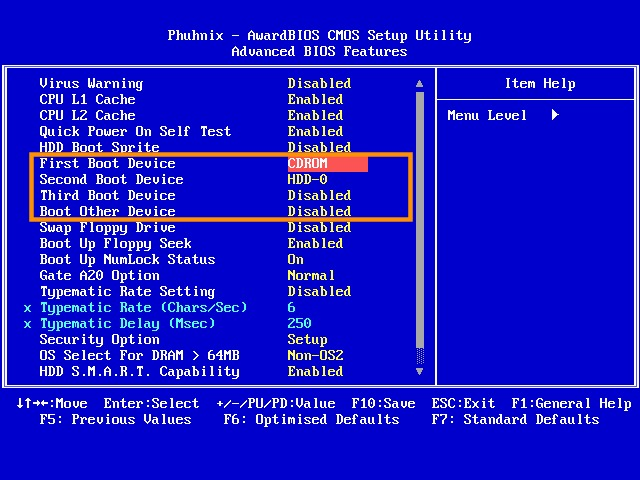 Phuhnix - AwardBIOS CMOS Setup Utility
Advanced BIOS Features
Virus Warning Disabled
CPU L1 Cache Enabled
CPU L2 Cache Enabled
Quick Power On Self Test Enabled
HDD Boot Sprite Disabled
First Boot Device CDROM
Second Boot Device HDD-0
Third Boot Device Disabled
Boot Other Device Disabled
Swap Floppy Drive Disabled
Boot Up Floppy Seek Enabled
Boot Up NumLock Status On
Gate A20 Option Normal
Typematic Rate Setting Disabled
x Typematic Rate (Chars/Sec) 6
x Typematic Delay (Msec) 250
Security Option Setup
OS Select For DRAM > 64MB Non-OS2
HDD S.M.A.R.T. Capability Enabled
Item Help
Menu Level ▶
↓↑→←:Move Enter:Select +/-/PU/PD:Value F10:Save ESC:Exit F1:General Help
F5: Previous Values F6: Optimised Defaults F7: Standard Defaults